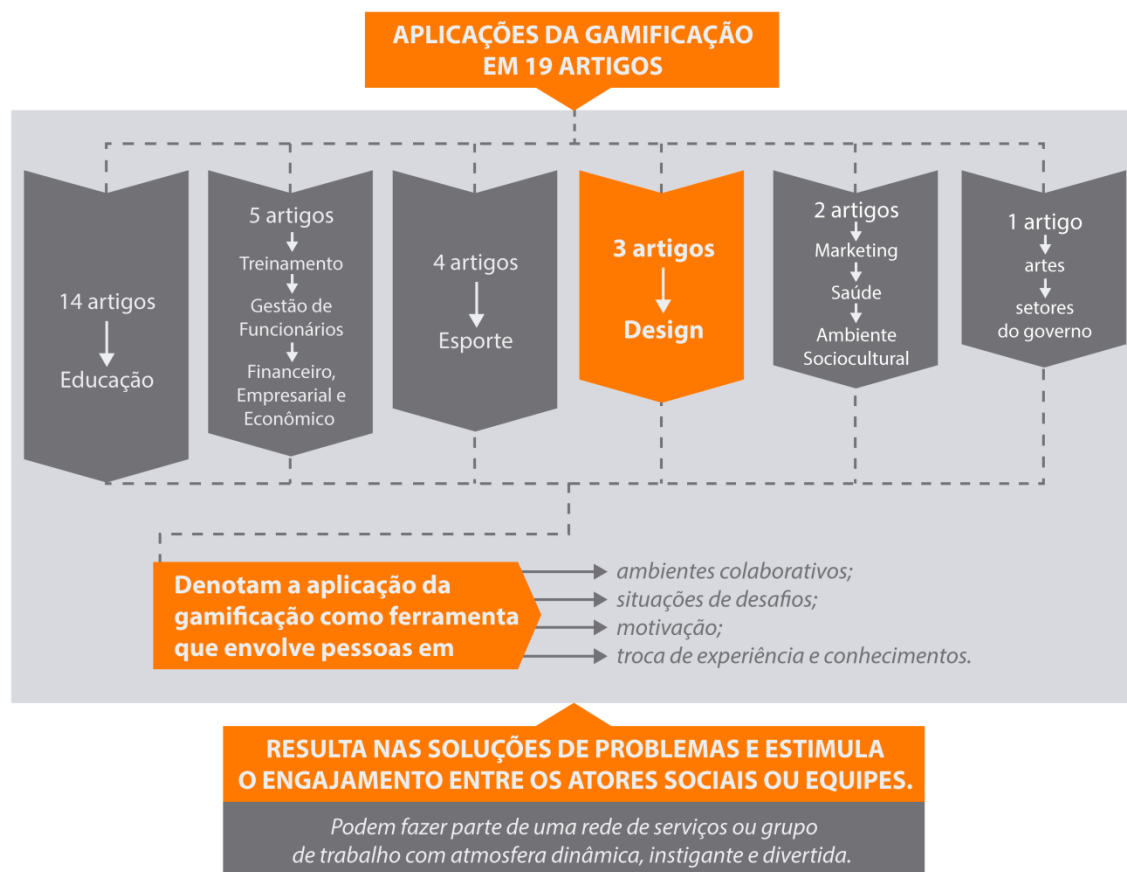 APLICAÇÕES DA GAMIFICAÇÃO
EM 19 ARTIGOS
14 artigos
Educação
5 artigos
Treinamento
Gestão de
Funcionários
Financeiro,
Empresarial e
Econômico
4 artigos
Esporte
3 artigos
Design
2 artigos
Marketing
Saúde
Ambiente
Sociocultural
1 artigo
artes
setores
do governo
Denotam a aplicação da
gamificação como ferramenta
que envolve pessoas em
ambientes colaborativos;
situações de desafios;
motivação;
troca de experiência e conhecimentos.
RESULTA NAS SOLUÇÕES DE PROBLEMAS E ESTIMULA
O ENGAJAMENTO ENTRE OS ATORES SOCIAIS OU EQUIPES.
Podem fazer parte de uma rede de serviços ou grupo
de trabalho com atmosfera dinâmica, instigante e divertida.